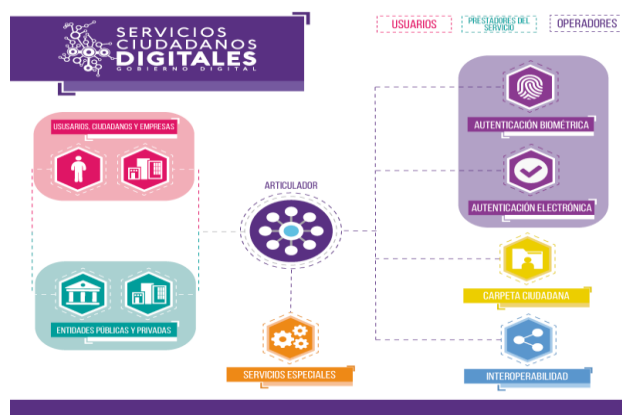 SERVICIOS
CIUDADANOS
DIGITALES
GOBIERNO DIGITAL
USUARIOS
PRESTADORES DEL
SERVICIO
OPERADORES
USUSARIOS, CIUDADANOS Y EMPRESAS
ENTIDADES PÚBLICAS Y PRIVADAS
ARTICULADOR
SERVICIOS ESPECIALES
AUTENTICACIÓN BIOMÉTRICA
AUTENTICACIÓN ELECTRÓNICA
CARPETA CIUDADANA
INTEROPERABILIDAD